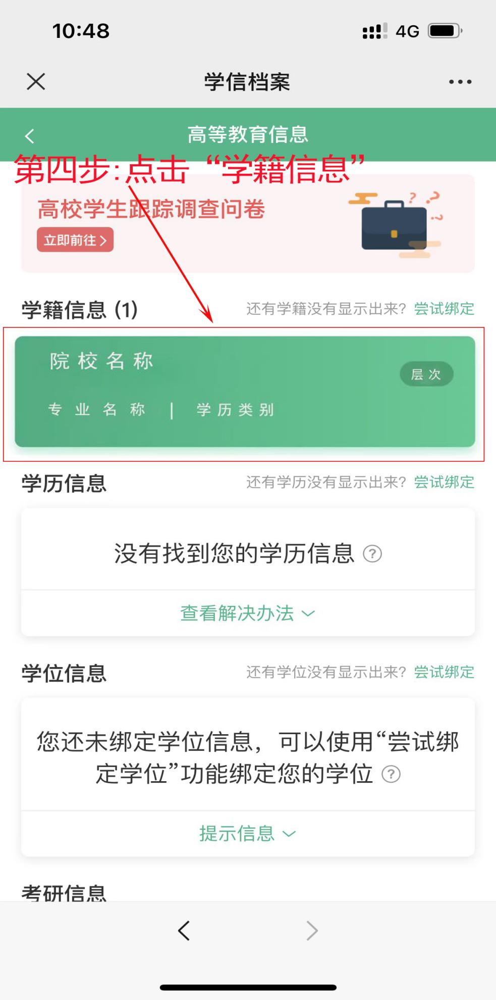 10:48
4G
学信档案
高等教育信息
第四步:点击“学籍信息”
高校学生跟踪调查问卷
立即前往
学籍信息 (1)
还有学籍没有显示出来? 尝试绑定
院校名称
层次
专业名称 | 学历类别
学历信息
还有学历没有显示出来? 尝试绑定
没有找到您的学历信息 ?
查看解决办法
学位信息
还有学位没有显示出来? 尝试绑定
您还未绑定学位信息，可以使用“尝试绑
定学位”功能绑定您的学位 ?
提示信息
考研信息